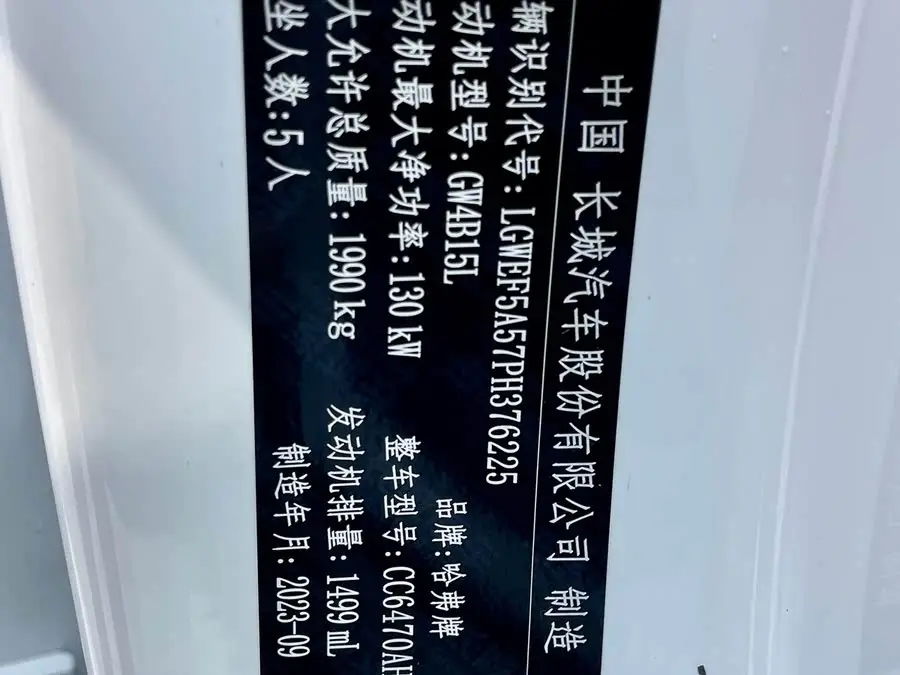 中国 长城汽车股份有限公司 制造
辆识别代号: LGWEF5A57PH376225
动机型号: GW4B15L 品牌: 哈弗牌
动机最大净功率: 130 kW 整车型号: CC6470AH
大允许总质量: 1990 kg 发动机排量: 1499 mL
坐人数: 5 人 制造年月: 2023-09